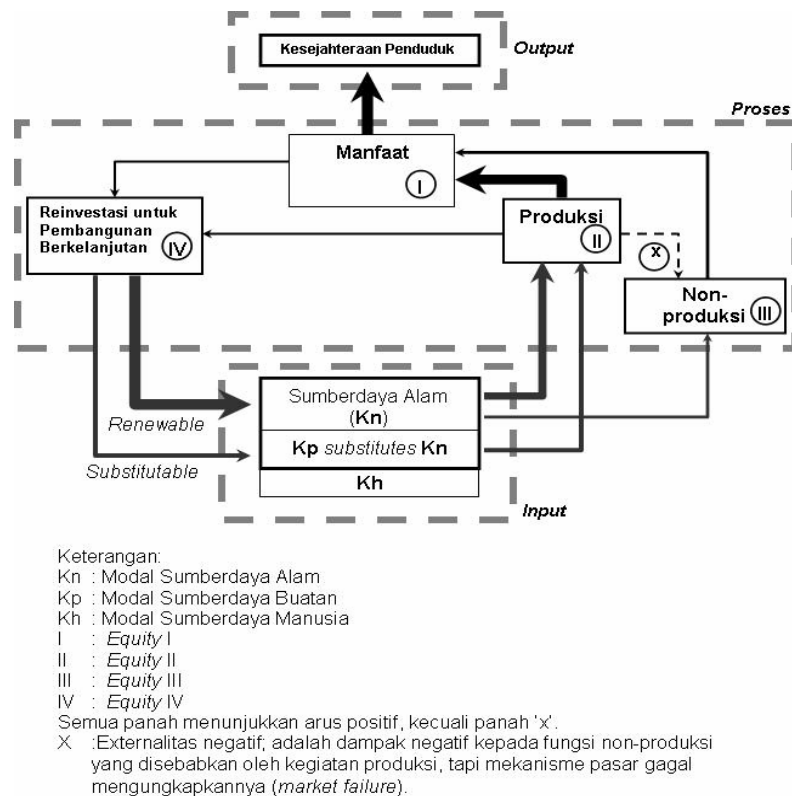 Kesejahteraan Penduduk
Output
Proses
Manfaat
I
Reinvestasi untuk
Pembangunan
Berkelanjutan
IV
Produksi
II
x
Non-
produksi
III
Sumberdaya Alam
(Kn)
Renewable
Kp substitutes Kn
Substitutable
Kh
Input
Keterangan:
Kn : Modal Sumberdaya Alam
Kp : Modal Sumberdaya Buatan
Kh : Modal Sumberdaya Manusia
I : Equity I
II : Equity II
III : Equity III
IV : Equity IV
Semua panah menunjukkan arus positif, kecuali panah 'x'.
X :Externalitas negatif; adalah dampak negatif kepada fungsi non-produksi
yang disebabkan oleh kegiatan produksi, tapi mekanisme pasar gagal
mengungkapkannya (market failure).